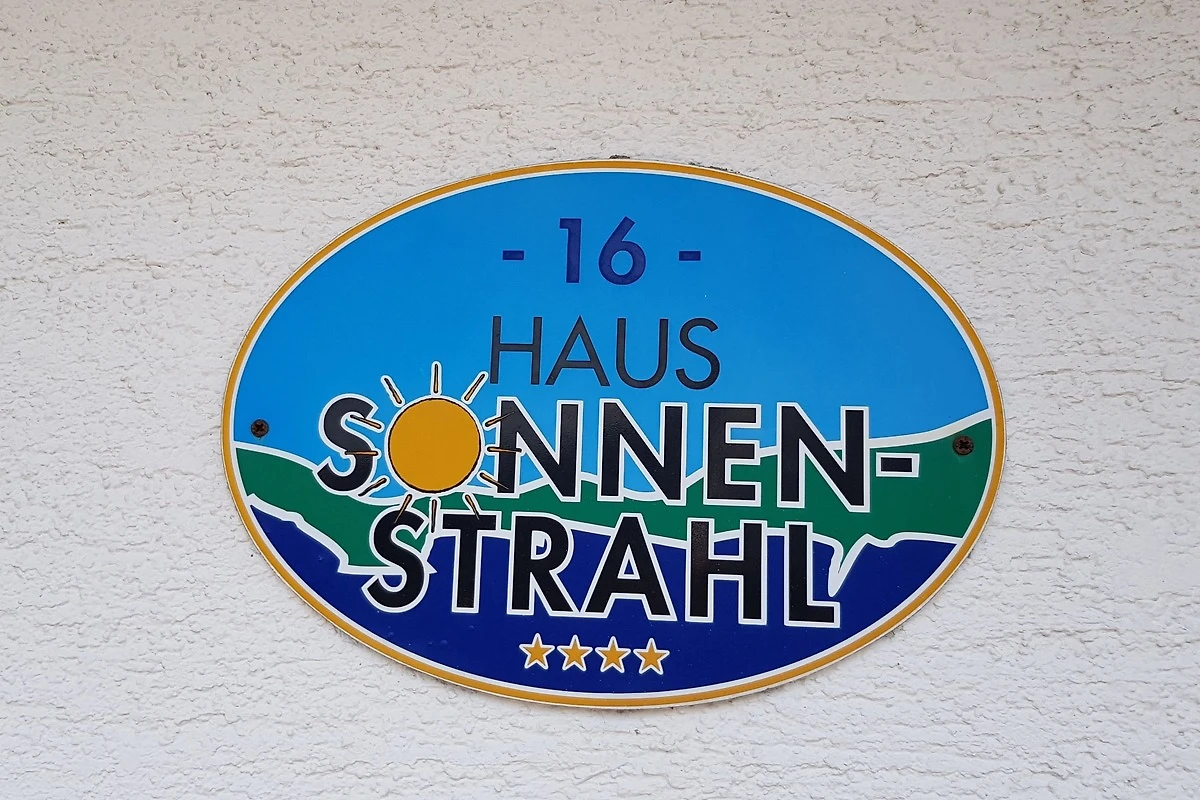 - 16 -
HAUS
SONNEN-
STRAHL